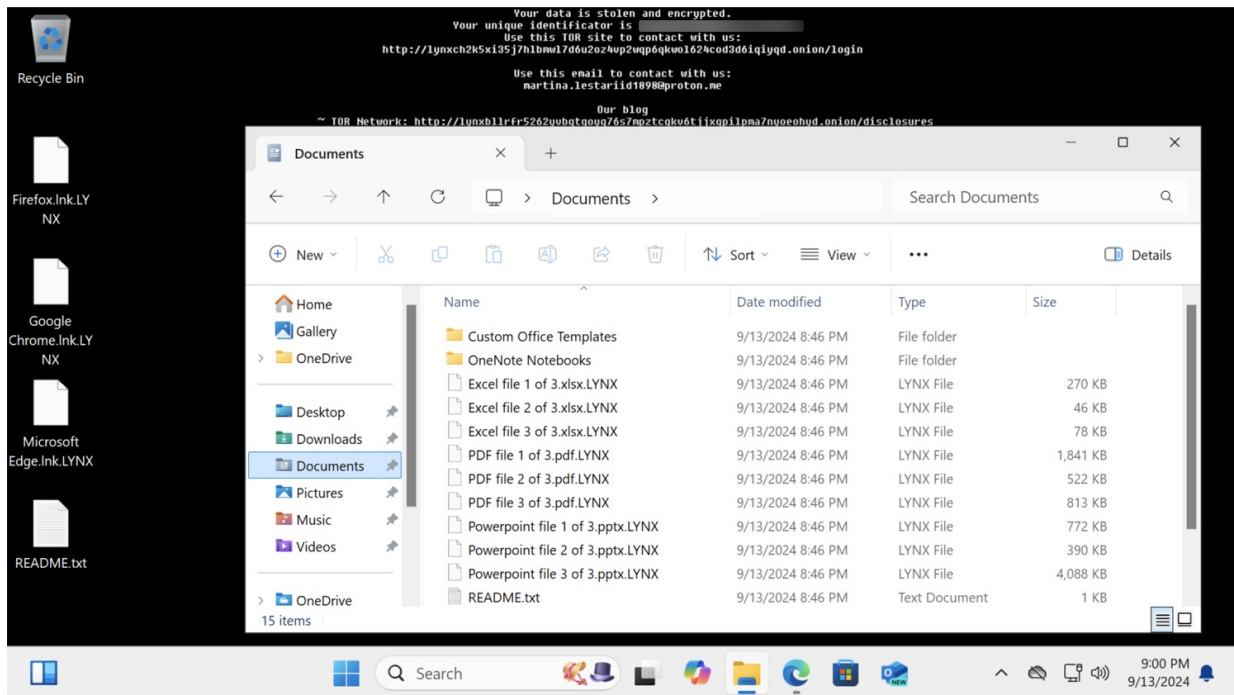 Your data is stolen and encrypted.
Your unique identificator is
Use this TOR site to contact with us:
http://lynxch2k5xi35j7hlbmwl7d6u2oz4vp2wqp6qkwol624cod3d6iqiyqd.onion/login
Use this email to contact with us:
martina.lestariid1898@proton.me
Our blog
~ TOR Network: http://lynxbllrfr5262yvbgtqoyq76s7mpztcqkv6tjjxgpilpma7nyoeohyd.onion/disclosures
Recycle Bin
Firefox.lnk.LY
NX
Google
Chrome.lnk.LY
NX
Microsoft
Edge.lnk.LYNX
README.txt
Documents
Documents
Search Documents
New
Sort
View
Details
Home
Gallery
OneDrive
Desktop
Downloads
Documents
Pictures
Music
Videos
OneDrive
Name Date modified Type Size
Custom Office Templates 9/13/2024 8:46 PM File folder
OneNote Notebooks 9/13/2024 8:46 PM File folder
Excel file 1 of 3.xlsx.LYNX 9/13/2024 8:46 PM LYNX File 270 KB
Excel file 2 of 3.xlsx.LYNX 9/13/2024 8:46 PM LYNX File 46 KB
Excel file 3 of 3.xlsx.LYNX 9/13/2024 8:46 PM LYNX File 78 KB
PDF file 1 of 3.pdf.LYNX 9/13/2024 8:46 PM LYNX File 1,841 KB
PDF file 2 of 3.pdf.LYNX 9/13/2024 8:46 PM LYNX File 522 KB
PDF file 3 of 3.pdf.LYNX 9/13/2024 8:46 PM LYNX File 813 KB
Powerpoint file 1 of 3.pptx.LYNX 9/13/2024 8:46 PM LYNX File 772 KB
Powerpoint file 2 of 3.pptx.LYNX 9/13/2024 8:46 PM LYNX File 390 KB
Powerpoint file 3 of 3.pptx.LYNX 9/13/2024 8:46 PM LYNX File 4,088 KB
README.txt 9/13/2024 8:46 PM Text Document 1 KB
15 items
Search
NEW
9:00 PM
9/13/2024